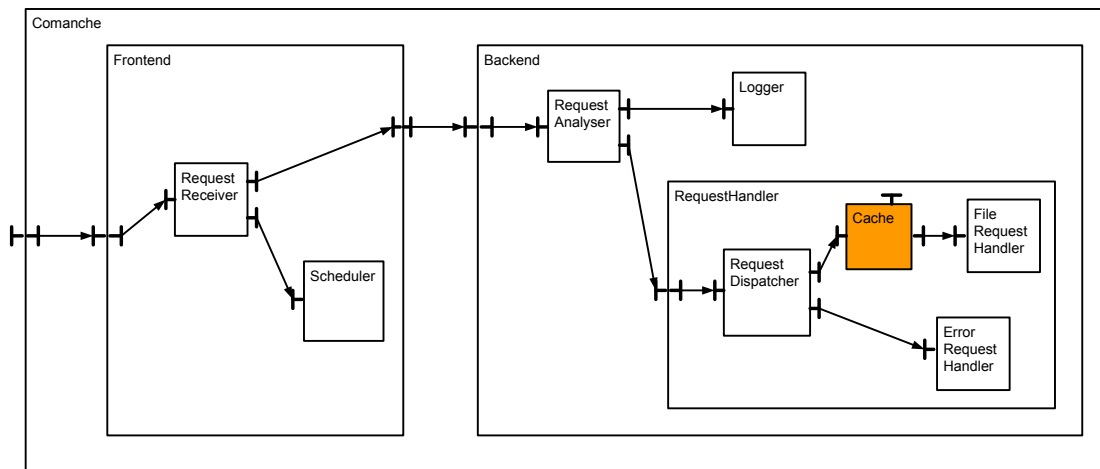 Comanche
Frontend
Backend
Logger
Request
Analyser
Request
Receiver
RequestHandler
Cache
File
Request
Handler
Scheduler
Request
Dispatcher
Error
Request
Handler